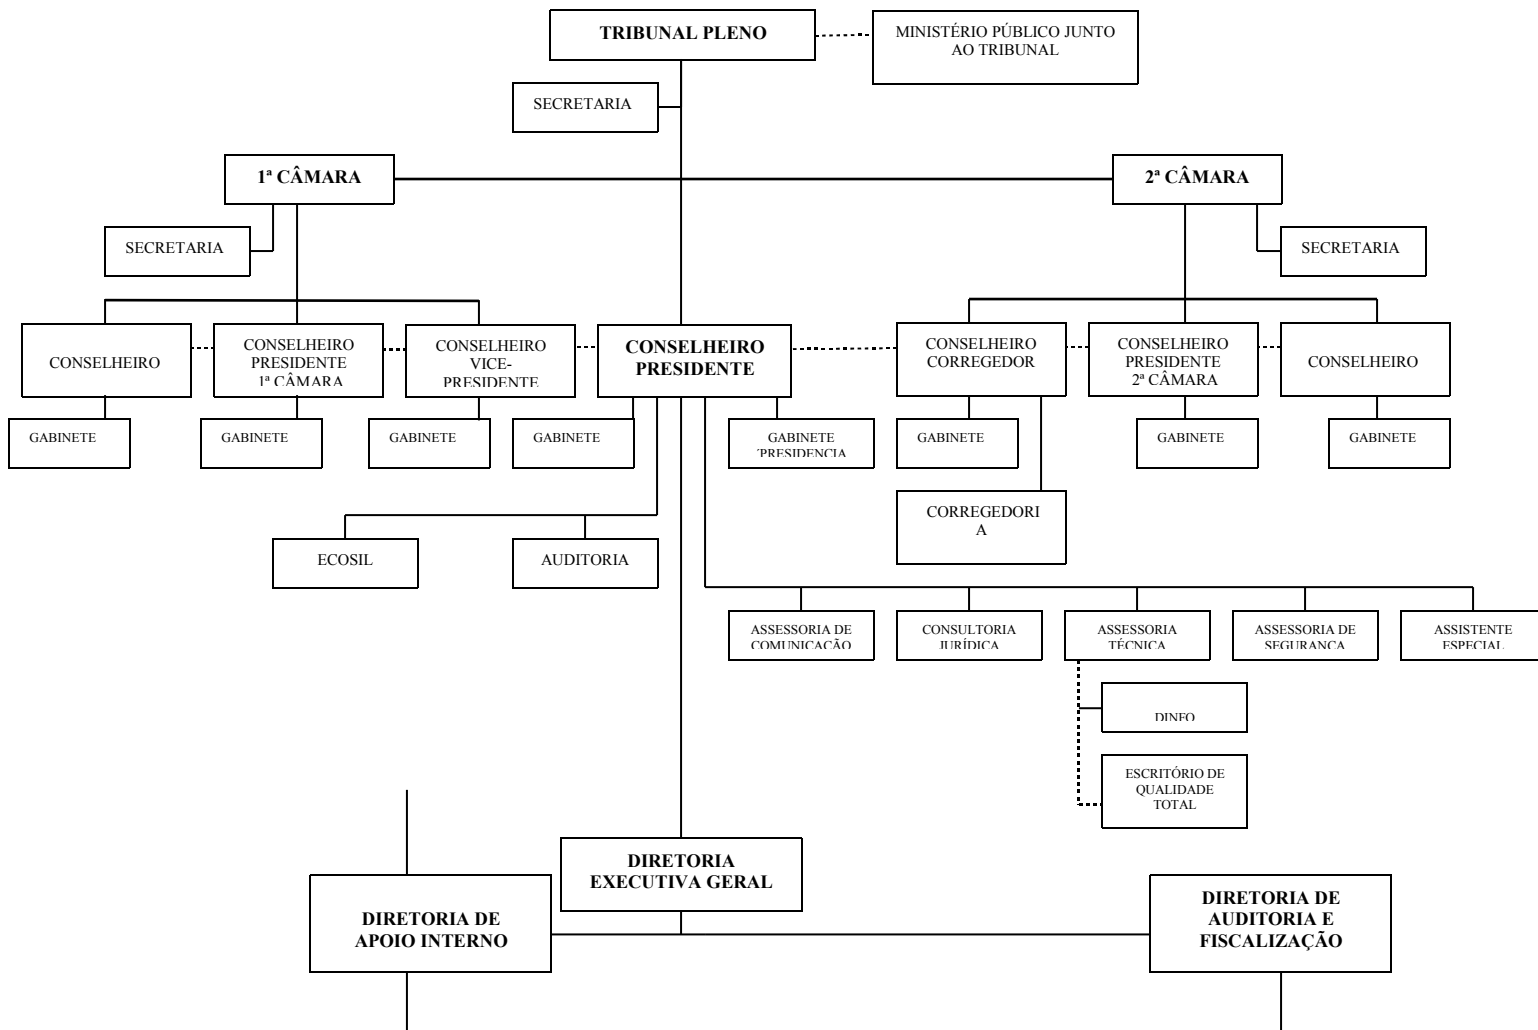 TRIBUNAL PLENO
MINISTÉRIO PÚBLICO JUNTO
AO TRIBUNAL
SECRETARIA
1ª CÂMARA
2ª CÂMARA
SECRETARIA
SECRETARIA
CONSELHEIRO
CONSELHEIRO
PRESIDENTE
1ª CÂMARA
CONSELHEIRO
VICE-
PRESIDENTE
CONSELHEIRO
PRESIDENTE
CONSELHEIRO
CORREGEDOR
CONSELHEIRO
PRESIDENTE
2ª CÂMARA
CONSELHEIRO
GABINETE
GABINETE
GABINETE
GABINETE
GABINETE
PRESIDENCIA
GABINETE
GABINETE
GABINETE
CORREGEDORI
A
ECOSIL
AUDITORIA
ASSESSORIA DE
COMUNICAÇÃO
CONSULTORIA
JURÍDICA
ASSESSORIA
TÉCNICA
ASSESSORIA DE
SEGURANÇA
ASSISTENTE
ESPECIAL
DINFO
ESCRITÓRIO DE
QUALIDADE
TOTAL
DIRETORIA
EXECUTIVA GERAL
DIRETORIA DE
APOIO INTERNO
DIRETORIA DE
AUDITORIA E
FISCALIZAÇÃO